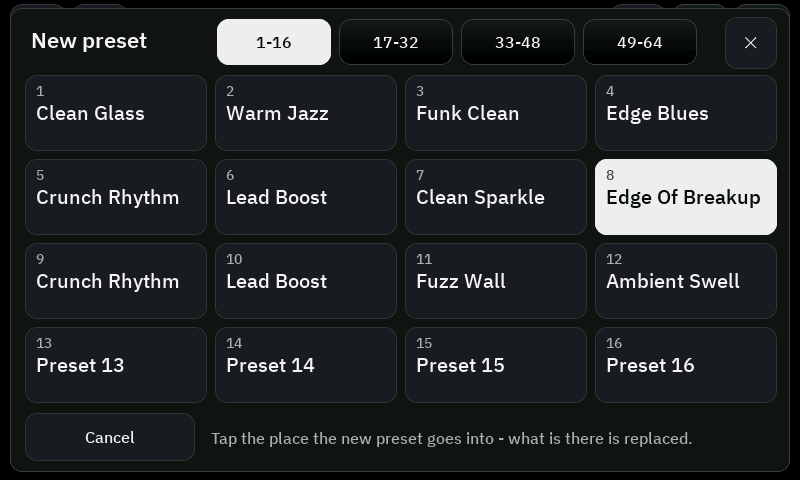 New preset
1-16
17-32
33-48
49-64
1
Clean Glass
2
Warm Jazz
3
Funk Clean
4
Edge Blues
5
Crunch Rhythm
6
Lead Boost
7
Clean Sparkle
8
Edge Of Breakup
9
Crunch Rhythm
10
Lead Boost
11
Fuzz Wall
12
Ambient Swell
13
Preset 13
14
Preset 14
15
Preset 15
16
Preset 16
Cancel
Tap the place the new preset goes into - what is there is replaced.